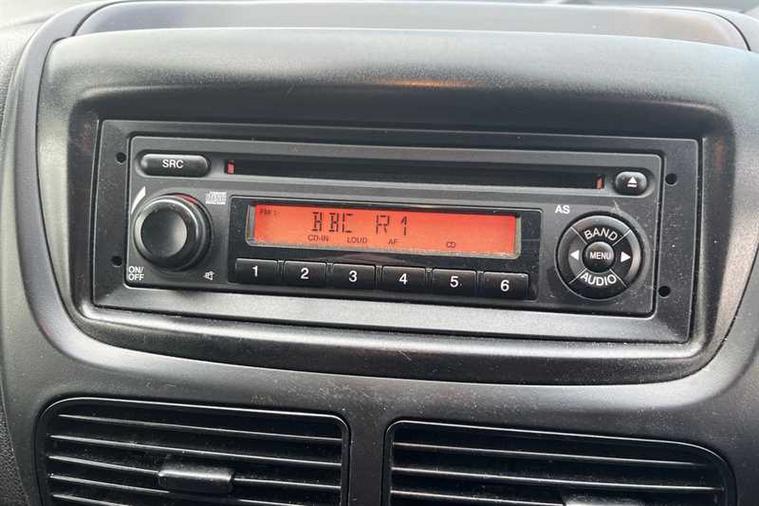 SRC
FM 1
BBC R1
CD-IN LOUD AF CD
ON/
OFF
1 2 3 4 5 6
AS
BAND
MENU
AUDIO